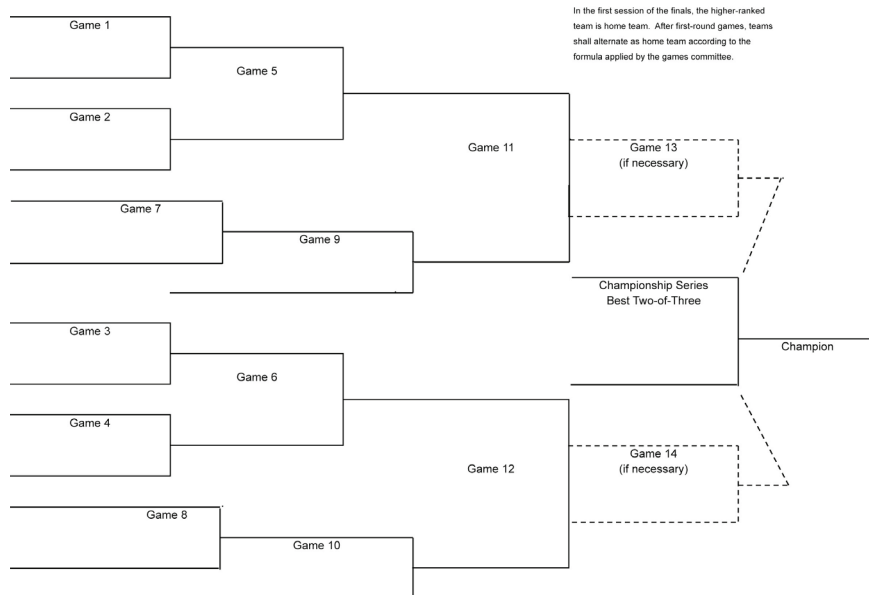 In the first session of the finals, the higher-ranked
team is home team.  After first-round games, teams
shall alternate as home team according to the
formula applied by the games committee.
Game 1
Game 5
Game 2
Game 11
Game 13
(if necessary)
Game 7
Game 9
Championship Series
Best Two-of-Three
Game 3
Champion
Game 6
Game 4
Game 12
Game 14
(if necessary)
Game 8
Game 10